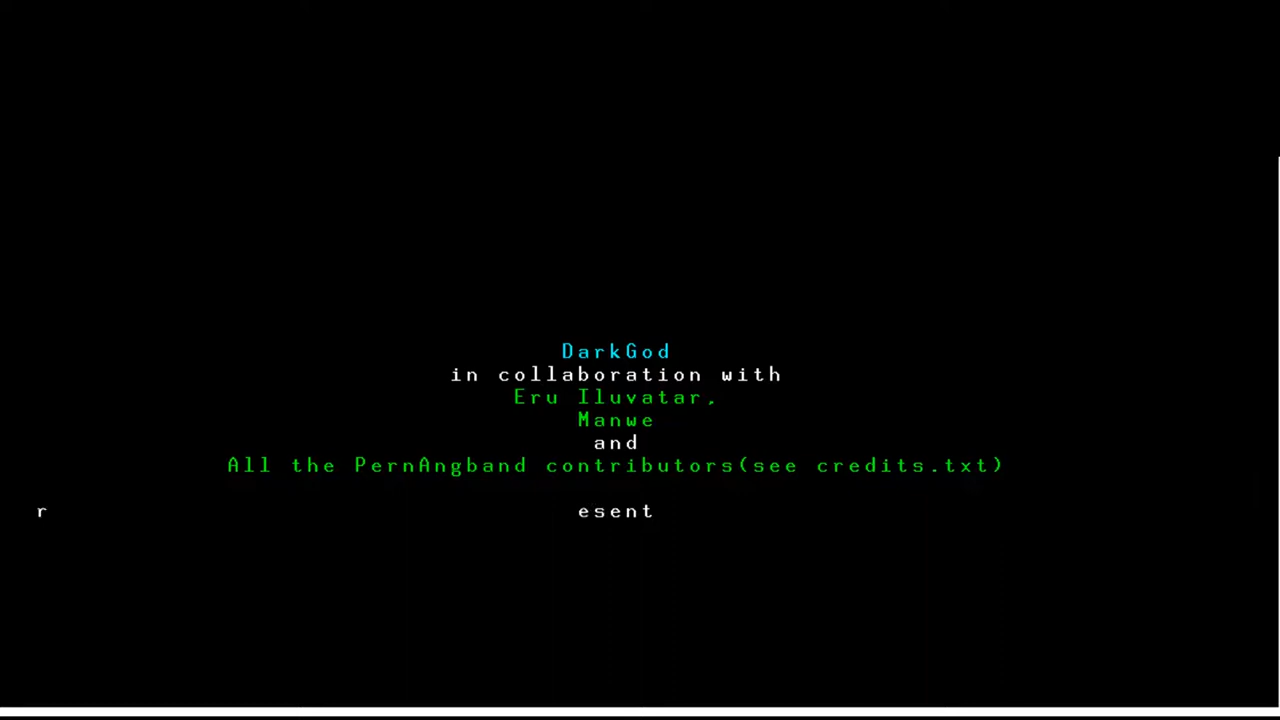 DarkGod
in collaboration with
Eru Iluvatar,
Manwe
and
All the PernAngband contributors(see credits.txt)
r esent